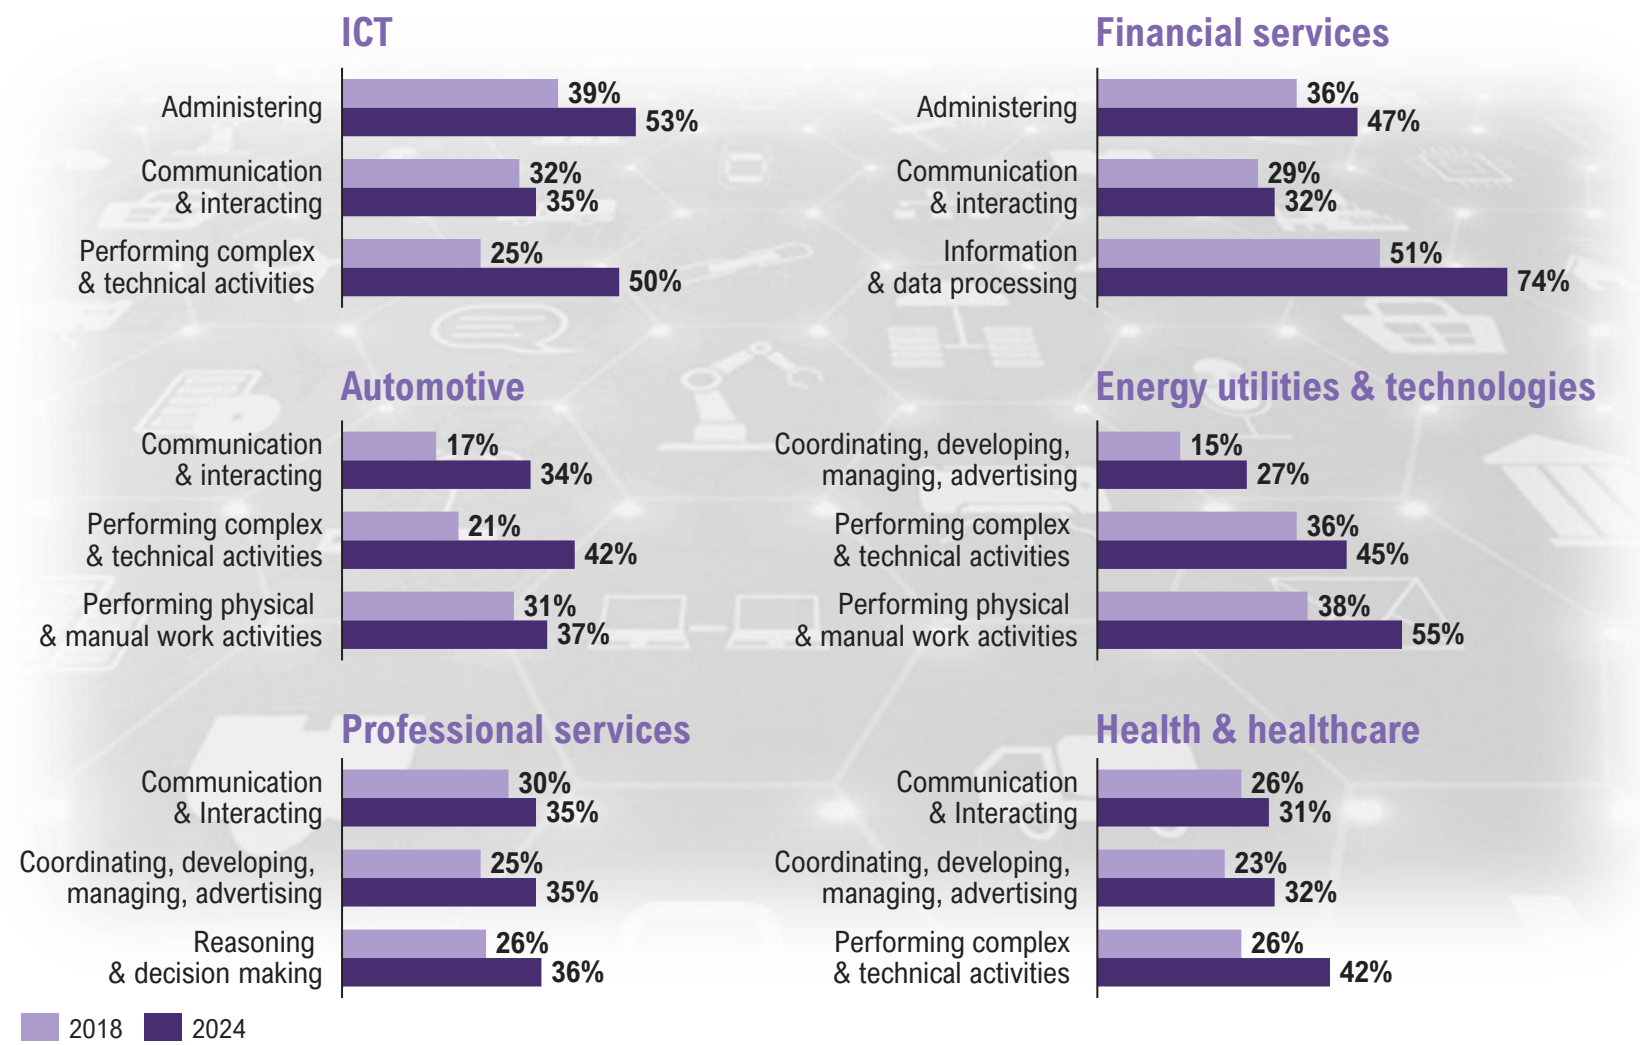 ICT
Administering
39%
53%
Communication
& interacting
32%
35%
Performing complex
& technical activities
25%
50%
Financial services
Administering
36%
47%
Communication
& interacting
29%
32%
Information
& data processing
51%
74%
Automotive
Communication
& interacting
17%
34%
Performing complex
& technical activities
21%
42%
Performing physical
& manual work activities
31%
37%
Energy utilities & technologies
Coordinating, developing,
managing, advertising
15%
27%
Performing complex
& technical activities
36%
45%
Performing physical
& manual work activities
38%
55%
Professional services
Communication
& Interacting
30%
35%
Coordinating, developing,
managing, advertising
25%
35%
Reasoning
& decision making
26%
36%
Health & healthcare
Communication
& Interacting
26%
31%
Coordinating, developing,
managing, advertising
23%
32%
Performing complex
& technical activities
26%
42%
2018
2024